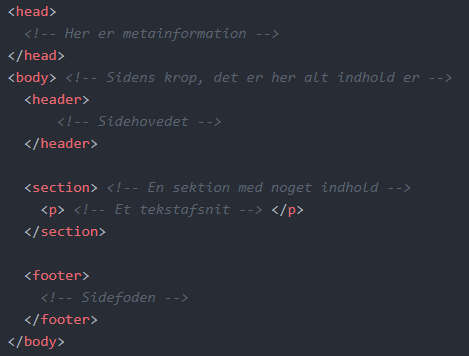 <head>
<!-- Her er metainformation -->
</head>
<body> <!-- Sidens krop, det er her alt indhold er -->
<header>
<!-- Sidehovedet -->
</header>
<section> <!-- En sektion med noget indhold -->
<p> <!-- Et tekstafsnit --> </p>
</section>
<footer>
<!-- Sidefoden -->
</footer>
</body>